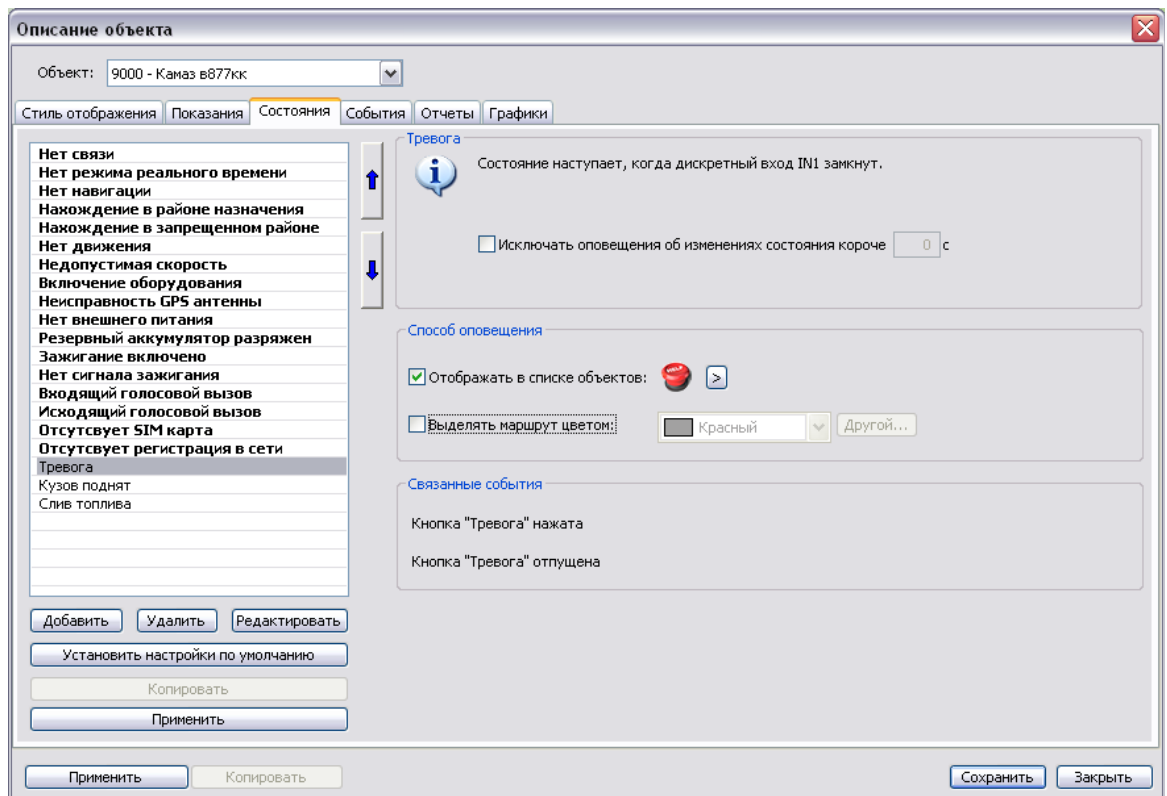 Описание объекта
Объект: 9000 - Камаз в877кк
Стиль отображения Показания Состояния События Отчеты Графики
Нет связи
Нет режима реального времени
Нет навигации
Нахождение в районе назначения
Нахождение в запрещенном районе
Нет движения
Недопустимая скорость
Включение оборудования
Неисправность GPS антенны
Нет внешнего питания
Резервный аккумулятор разряжен
Зажигание включено
Нет сигнала зажигания
Входящий голосовой вызов
Исходящий голосовой вызов
Отсутсвует SIM карта
Отсутсвует регистрация в сети
Тревога
Кузов поднят
Слив топлива
Добавить Удалить Редактировать
Установить настройки по умолчанию
Копировать
Применить
Тревога
Состояние наступает, когда дискретный вход IN1 замкнут.
Исключать оповещения об изменениях состояния короче 0 с
Способ оповещения
Отображать в списке объектов: >
Выделять маршрут цветом: Красный Другой...
Связанные события
Кнопка "Тревога" нажата
Кнопка "Тревога" отпущена
Применить Копировать Сохранить Закрыть